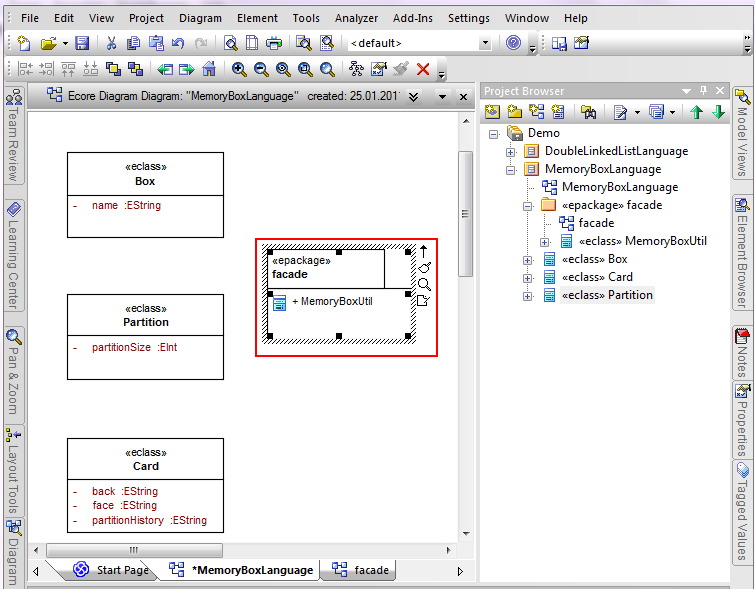 File Edit View Project Diagram Element Tools Analyzer Add-Ins Settings Window Help
<default>
Team Review
Learning Center
Pan & Zoom
Layout Tools
Diagram
Ecore Diagram Diagram: "MemoryBoxLanguage" created: 25.01.201
«eclass»
Box
- name :EString
«epackage»
facade
+ MemoryBoxUtil
«eclass»
Partition
- partitionSize :EInt
«eclass»
Card
- back :EString
- face :EString
- partitionHistory :EString
Start Page *MemoryBoxLanguage facade
Project Browser
Demo
DoubleLinkedListLanguage
MemoryBoxLanguage
MemoryBoxLanguage
«epackage» facade
facade
«eclass» MemoryBoxUtil
«eclass» Box
«eclass» Card
«eclass» Partition
Model Views
Element Browser
Notes
Properties
Tagged Values